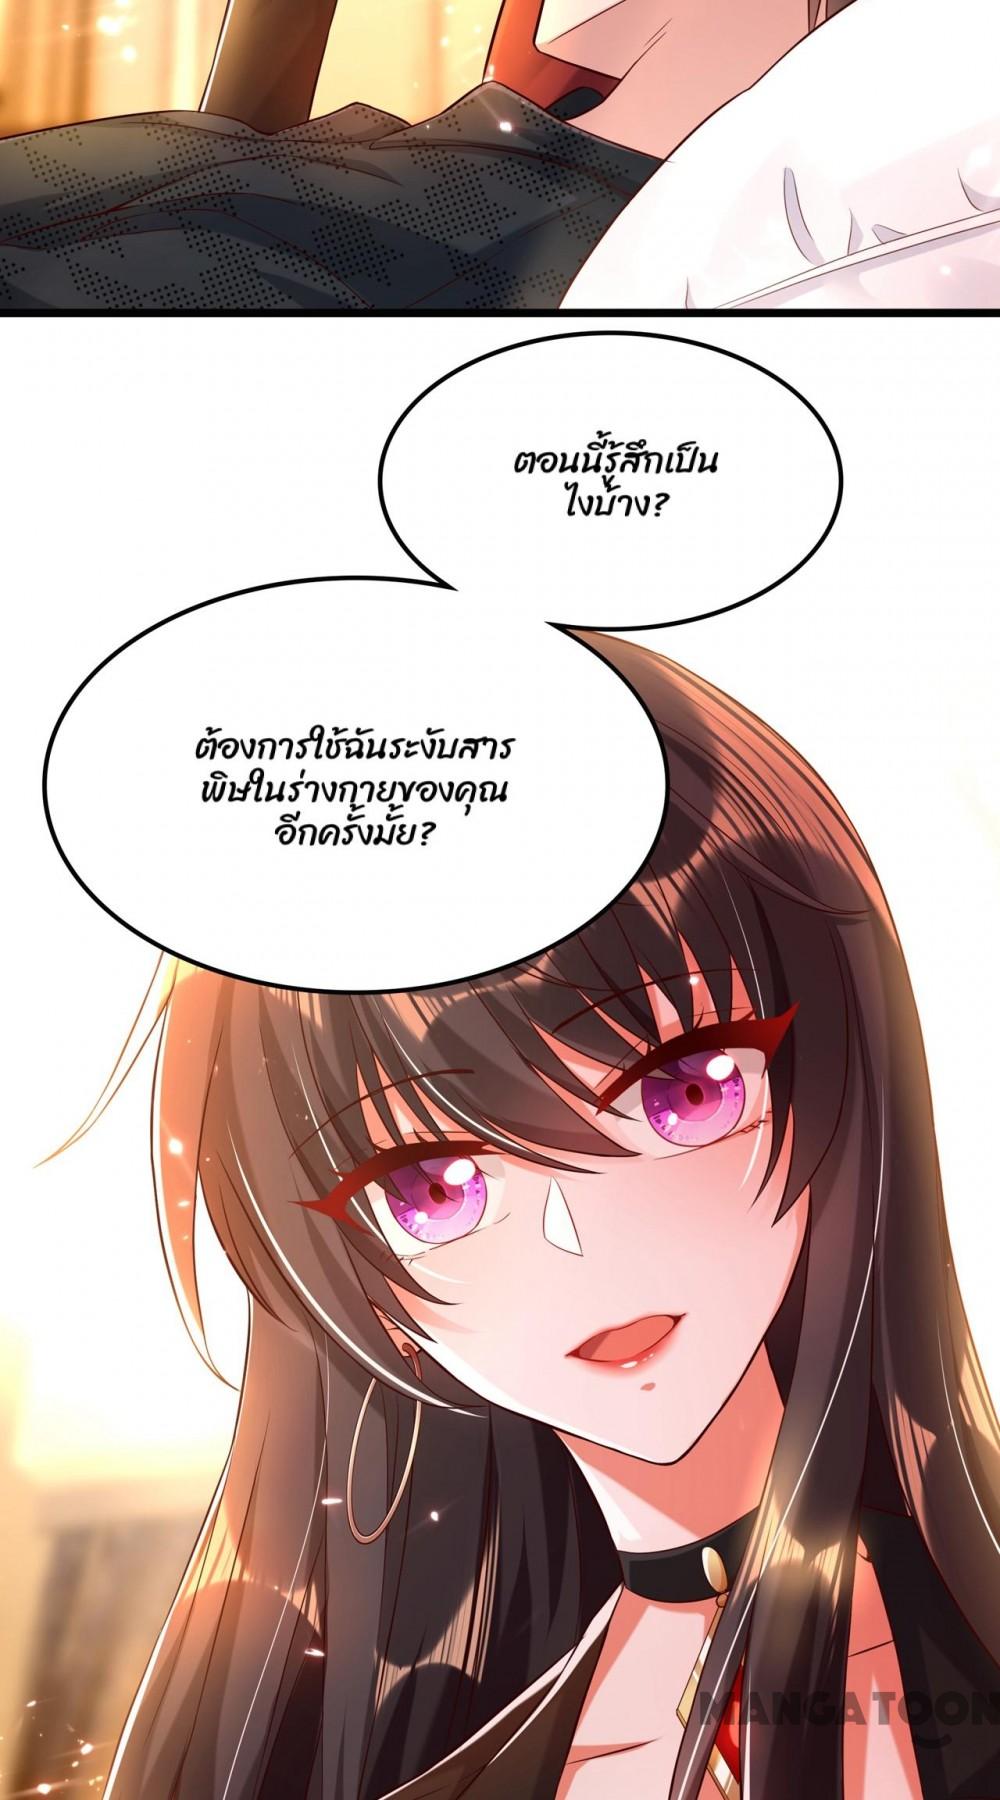 ตอนนี้รู้สึกเป็น
ไงบ้าง?
ต้องการใช้ฉันระงับสาร
พิษในร่างกายของคุณ
อีกครั้งมั้ย?
MANGATOON